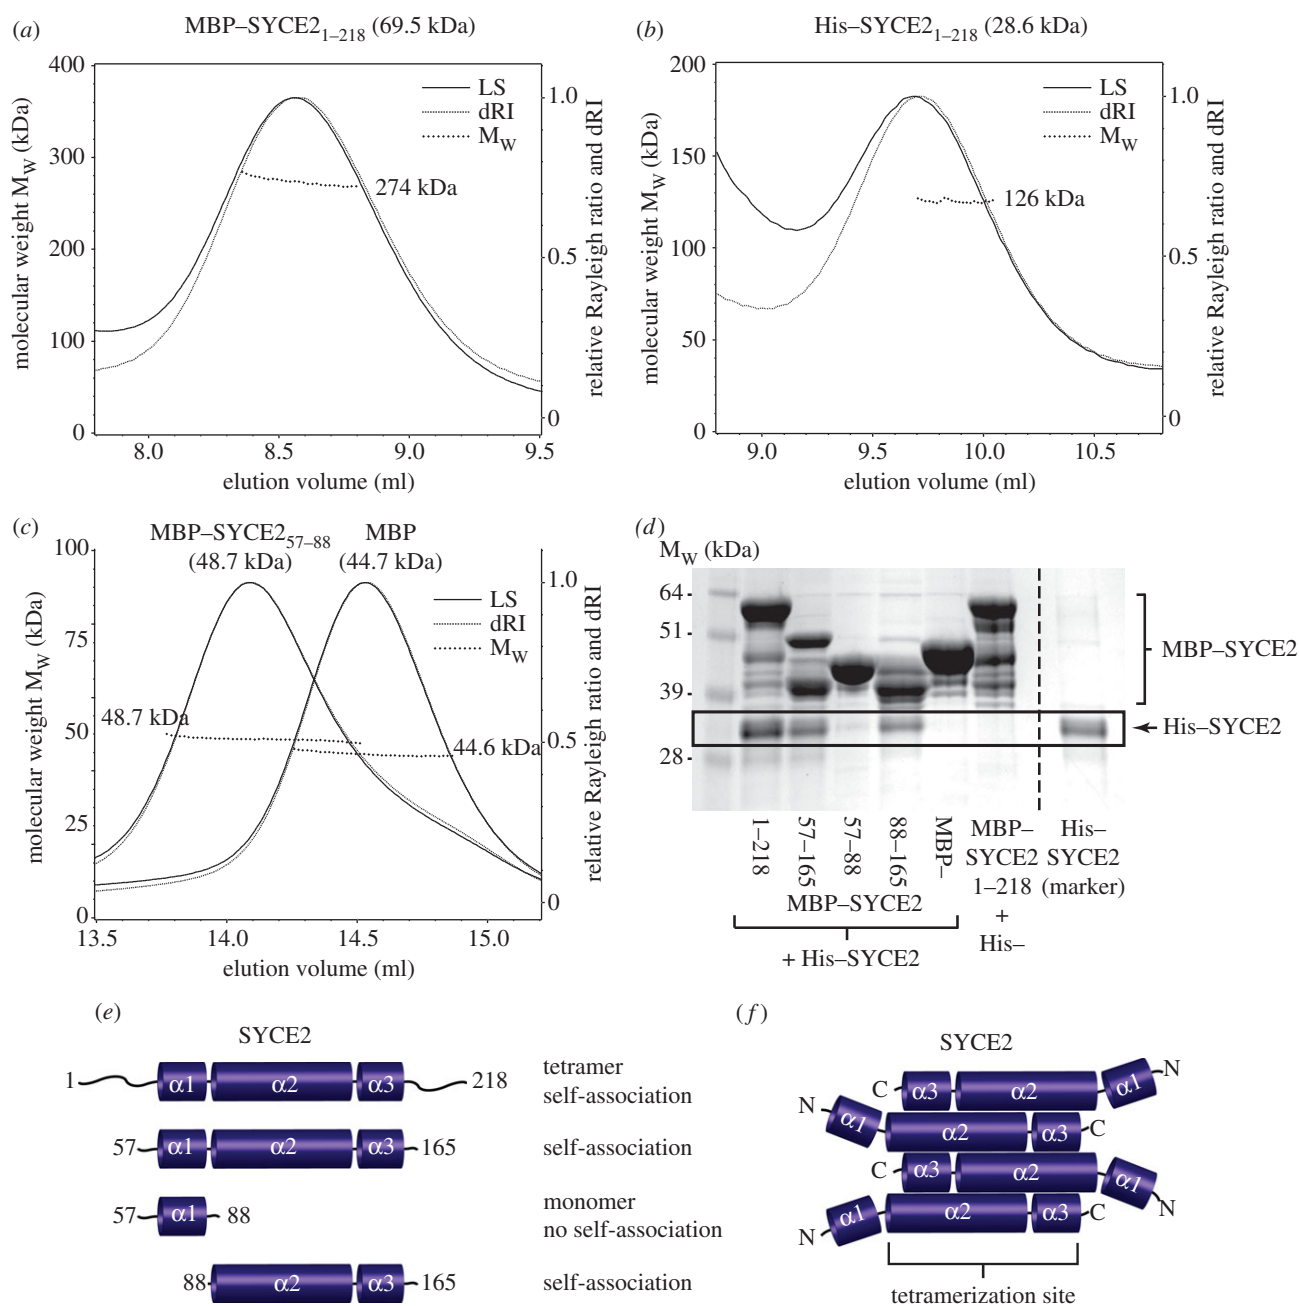 (a) MBP–SYCE2₁₋₂₁₈ (69.5 kDa)
400
300
200
100
0
molecular weight M_W (kDa)
LS
dRI
M_W
274 kDa
1.0
0.5
0
relative Rayleigh ratio and dRI
8.0 8.5 9.0 9.5
elution volume (ml)
(b) His–SYCE2₁₋₂₁₈ (28.6 kDa)
200
150
100
50
0
molecular weight M_W (kDa)
LS
dRI
M_W
126 kDa
1.0
0.5
0
relative Rayleigh ratio and dRI
9.0 9.5 10.0 10.5
elution volume (ml)
(c) MBP–SYCE2₅₇₋₈₈ MBP
(48.7 kDa) (44.7 kDa)
100
75
50
25
0
molecular weight M_W (kDa)
LS
dRI
M_W
48.7 kDa
44.6 kDa
1.0
0.5
0
relative Rayleigh ratio and dRI
13.5 14.0 14.5 15.0
elution volume (ml)
(d)
M_W (kDa)
64
51
39
28
MBP–SYCE2
His–SYCE2
1–218
57–165
57–88
88–165
MBP–
MBP–SYCE2
+ His–SYCE2
MBP–
SYCE2
1–218
+
His–
His–
SYCE2
(marker)
(e)
SYCE2
1 α1 α2 α3 218
tetramer
self-association
57 α1 α2 α3 165
self-association
57 α1 88
monomer
no self-association
88 α2 α3 165
self-association
(f)
SYCE2
C α3 α2 α1 N
N α1 α2 α3 C
C α3 α2 α1 N
N α1 α2 α3 C
tetramerization site